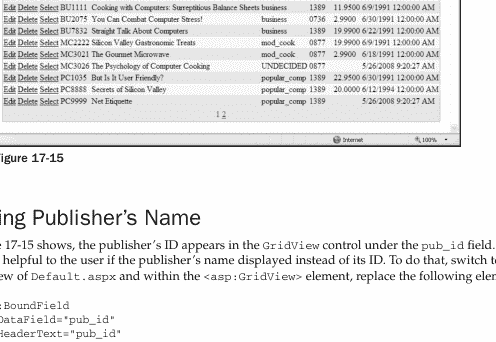 Edit Delete Select BU1111 Cooking with Computers: Surreptitious Balance Sheets business 1389 11.9500 6/9/1991 12:00:00 AM
Edit Delete Select BU2075 You Can Combat Computer Stress! business 0736 2.9900 6/30/1991 12:00:00 AM
Edit Delete Select BU7832 Straight Talk About Computers business 1389 19.9900 6/22/1991 12:00:00 AM
Edit Delete Select MC2222 Silicon Valley Gastronomic Treats mod_cook 0877 19.9900 6/9/1991 12:00:00 AM
Edit Delete Select MC3021 The Gourmet Microwave mod_cook 0877 2.9900 6/18/1991 12:00:00 AM
Edit Delete Select MC3026 The Psychology of Computer Cooking UNDECIDED 0877 5/26/2008 9:20:27 AM
Edit Delete Select PC1035 But Is It User Friendly? popular_comp 1389 22.9500 6/30/1991 12:00:00 AM
Edit Delete Select PC8888 Secrets of Silicon Valley popular_comp 1389 20.0000 6/12/1994 12:00:00 AM
Edit Delete Select PC9999 Net Etiquette popular_comp 1389 5/26/2008 9:20:27 AM
1 2
Internet 100%
igure 17-15
ing Publisher's Name
e 17-15 shows, the publisher's ID appears in the GridView control under the pub_id field.
helpful to the user if the publisher's name displayed instead of its ID. To do that, switch t
ew of Default.aspx and within the <asp:GridView> element, replace the following elem
:BoundField
DataField="pub_id"
HeaderText="pub_id"